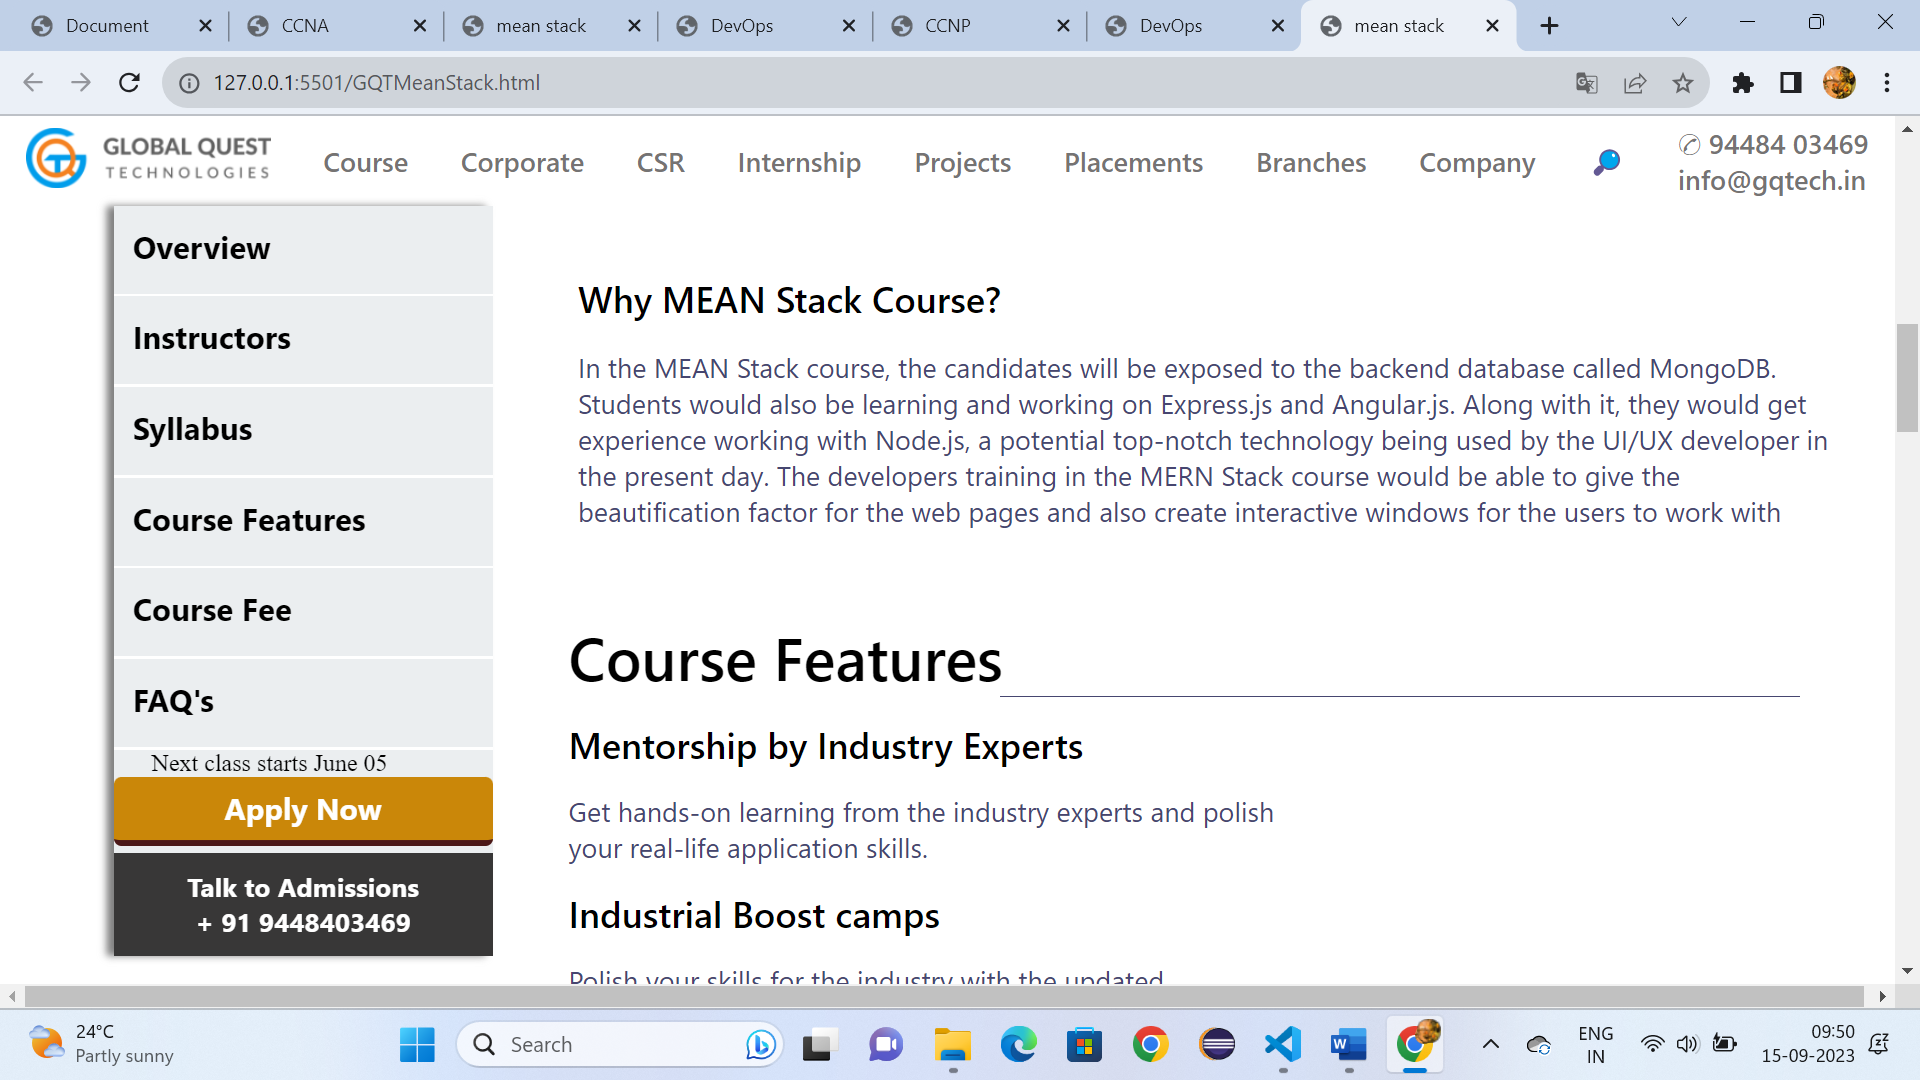 Document
CCNA
mean stack
DevOps
CCNP
DevOps
mean stack
127.0.0.1:5501/GQTMeanStack.html
GLOBAL QUEST
TECHNOLOGIES
Course
Corporate
CSR
Internship
Projects
Placements
Branches
Company
✆ 94484 03469
info@gqtech.in
Overview
Instructors
Syllabus
Course Features
Course Fee
FAQ's
Next class starts June 05
Apply Now
Talk to Admissions
+ 91 9448403469
Why MEAN Stack Course?
In the MEAN Stack course, the candidates will be exposed to the backend database called MongoDB.
Students would also be learning and working on Express.js and Angular.js. Along with it, they would get
experience working with Node.js, a potential top-notch technology being used by the UI/UX developer in
the present day. The developers training in the MERN Stack course would be able to give the
beautification factor for the web pages and also create interactive windows for the users to work with
Course Features
Mentorship by Industry Experts
Get hands-on learning from the industry experts and polish
your real-life application skills.
Industrial Boost camps
Polish your skills for the industry with the updated
24°C
Partly sunny
Search
ENG
IN
09:50
15-09-2023